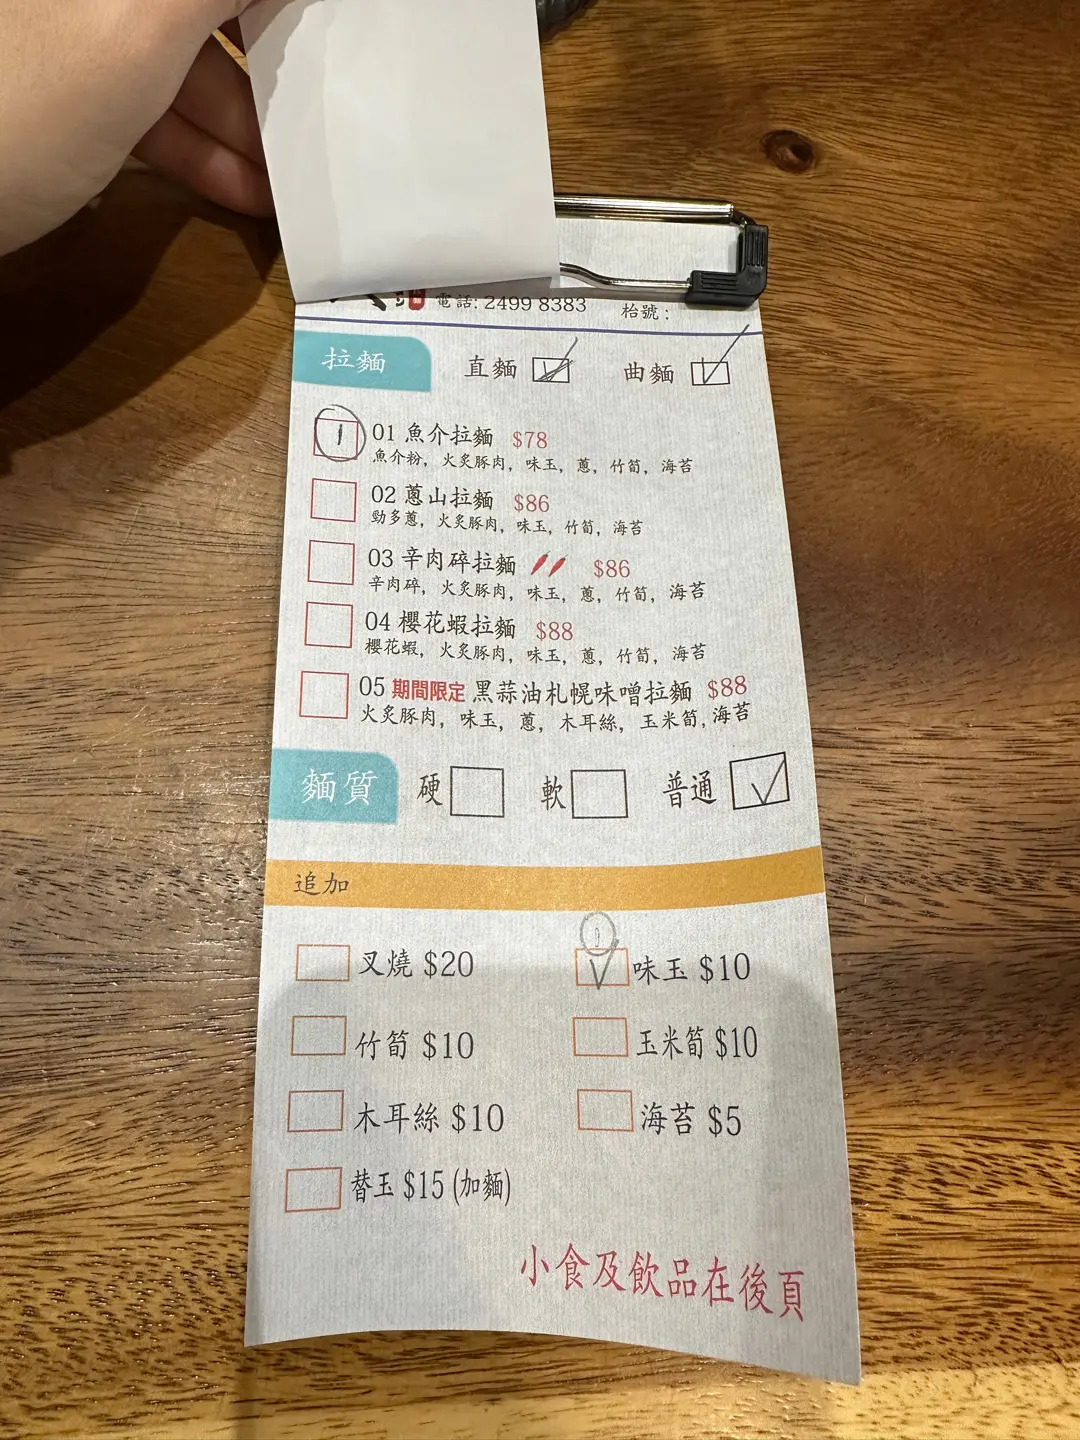 電話: 2499 8383 枱號:
拉麵 直麵 曲麵
1 01 魚介拉麵 $78
魚介粉, 火炙豚肉, 味玉, 蔥, 竹筍, 海苔
02 蔥山拉麵 $86
勁多蔥, 火炙豚肉, 味玉, 竹筍, 海苔
03 辛肉碎拉麵 $86
辛肉碎, 火炙豚肉, 味玉, 蔥, 竹筍, 海苔
04 櫻花蝦拉麵 $88
櫻花蝦, 火炙豚肉, 味玉, 蔥, 竹筍, 海苔
05 期間限定 黑蒜油札幌味噌拉麵 $88
火炙豚肉, 味玉, 蔥, 木耳絲, 玉米筍, 海苔
麵質 硬 軟 普通
追加
叉燒 $20 味玉 $10
竹筍 $10 玉米筍 $10
木耳絲 $10 海苔 $5
替玉 $15 (加麵)
小食及飲品在後頁